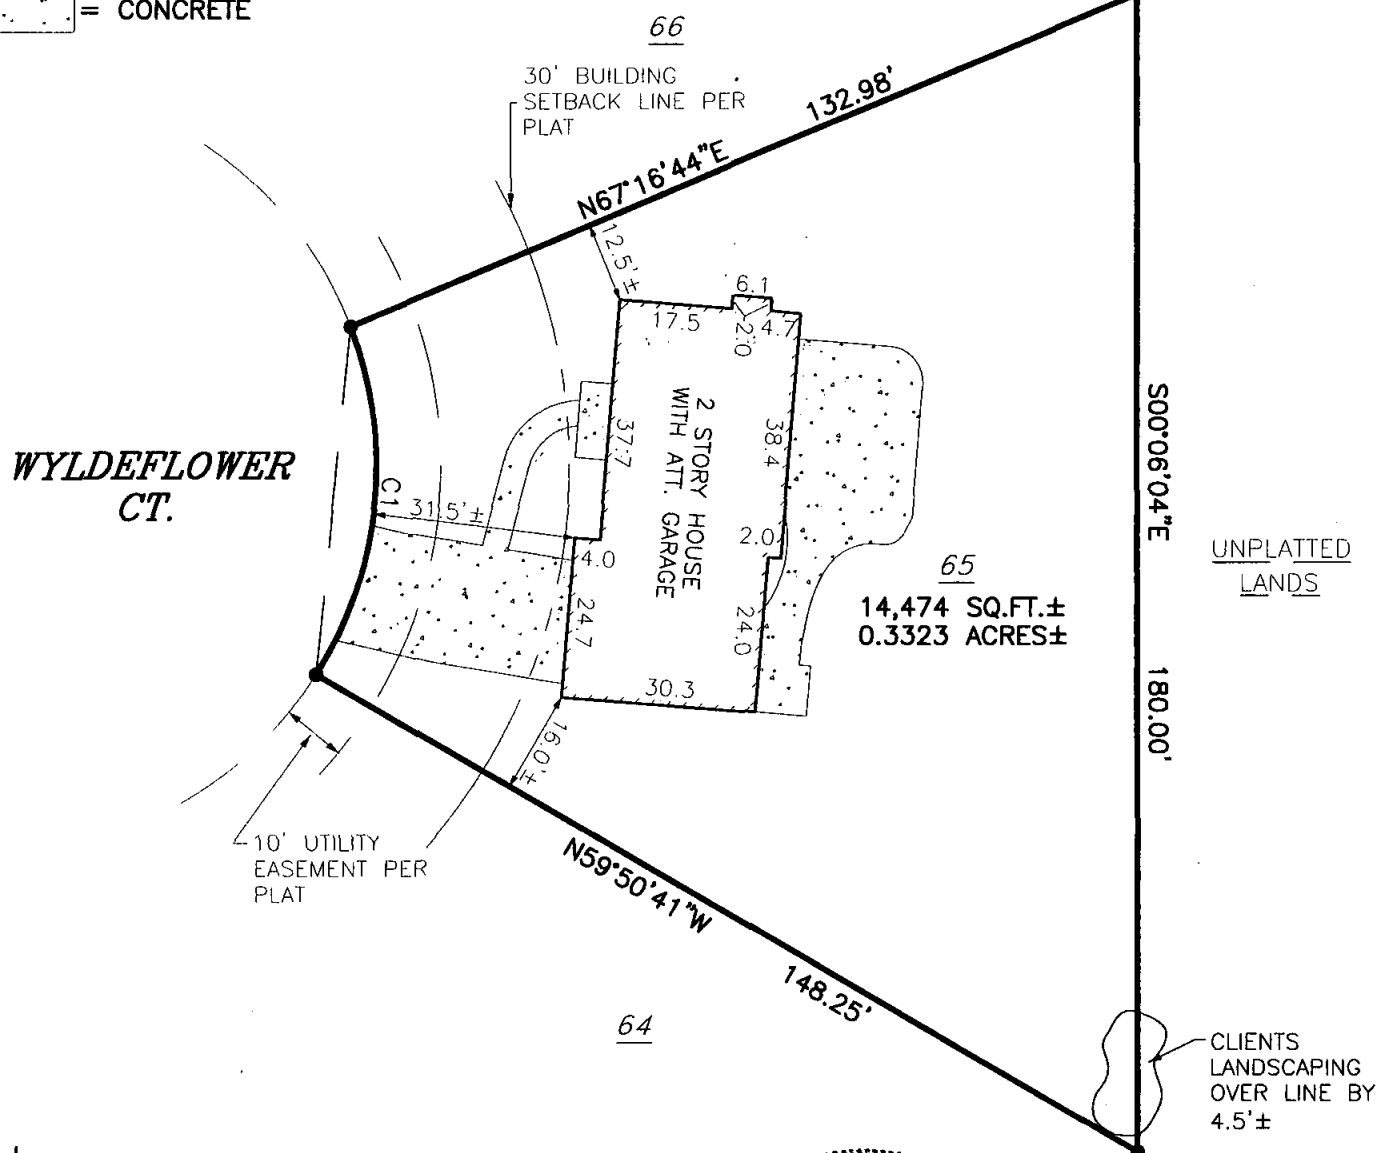 = CONCRETE
66
30' BUILDING
SETBACK LINE PER
PLAT
132.98'
N67°16'44"E
12.5'±
6.1
17.5
2.0
4.7
2 STORY HOUSE
WITH ATT. GARAGE
37.7
38.4
S00°06'04"E
WYLDEFLOWER
CT.
C1
31.5'±
4.0
2.0
UNPLATTED
LANDS
65
14,474 SQ.FT.±
0.3323 ACRES±
24.7
24.0
30.3
180.00'
16.0'±
10' UTILITY
EASEMENT PER
PLAT
N59°50'41"W
148.25'
64
CLIENTS
LANDSCAPING
OVER LINE BY
4.5'±